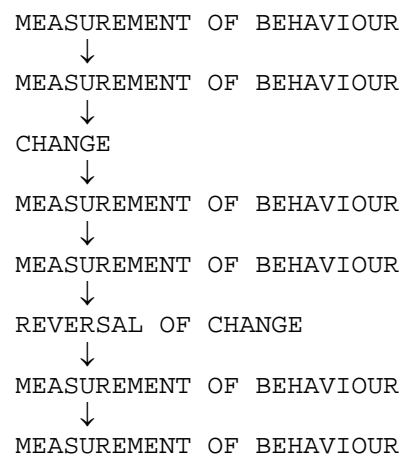 MEASUREMENT OF BEHAVIOUR
↓
MEASUREMENT OF BEHAVIOUR
↓
CHANGE
↓
MEASUREMENT OF BEHAVIOUR
↓
MEASUREMENT OF BEHAVIOUR
↓
REVERSAL OF CHANGE
↓
MEASUREMENT OF BEHAVIOUR
↓
MEASUREMENT OF BEHAVIOUR